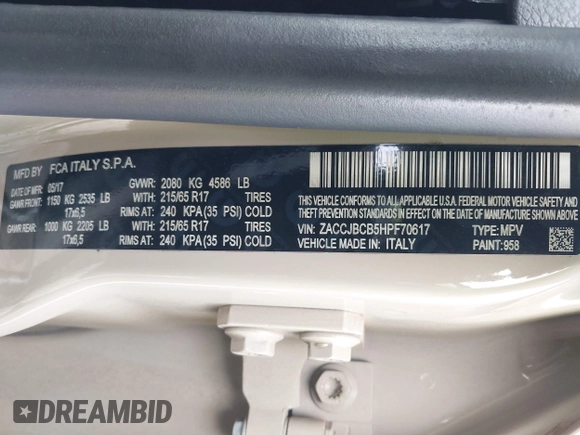 MFD BY FCA ITALY S.P.A.
DATE OF MFR: 05/17 GVWR: 2080 KG 4586 LB
GAWR FRONT: 1150 KG 2535 LB WITH 215/65 R17 TIRES
17x6,5 RIMS AT: 240 KPA (35 PSI) COLD
GAWR REAR: 1000 KG 2205 LB WITH 215/65 R17 TIRES
17x6,5 RIMS AT: 240 KPA (35 PSI) COLD
THIS VEHICLE CONFORMS TO ALL APPLICABLE U.S.A. FEDERAL MOTOR VEHICLE SAFETY AND
THEFT PREVENTION STANDARDS IN EFFECT ON THE DATE OF MANUFACTURE SHOWN ABOVE.
VIN: ZACCJBCB5HPF70617 TYPE: MPV
VEHICLE MADE IN: ITALY PAINT: 958
DREAMBID